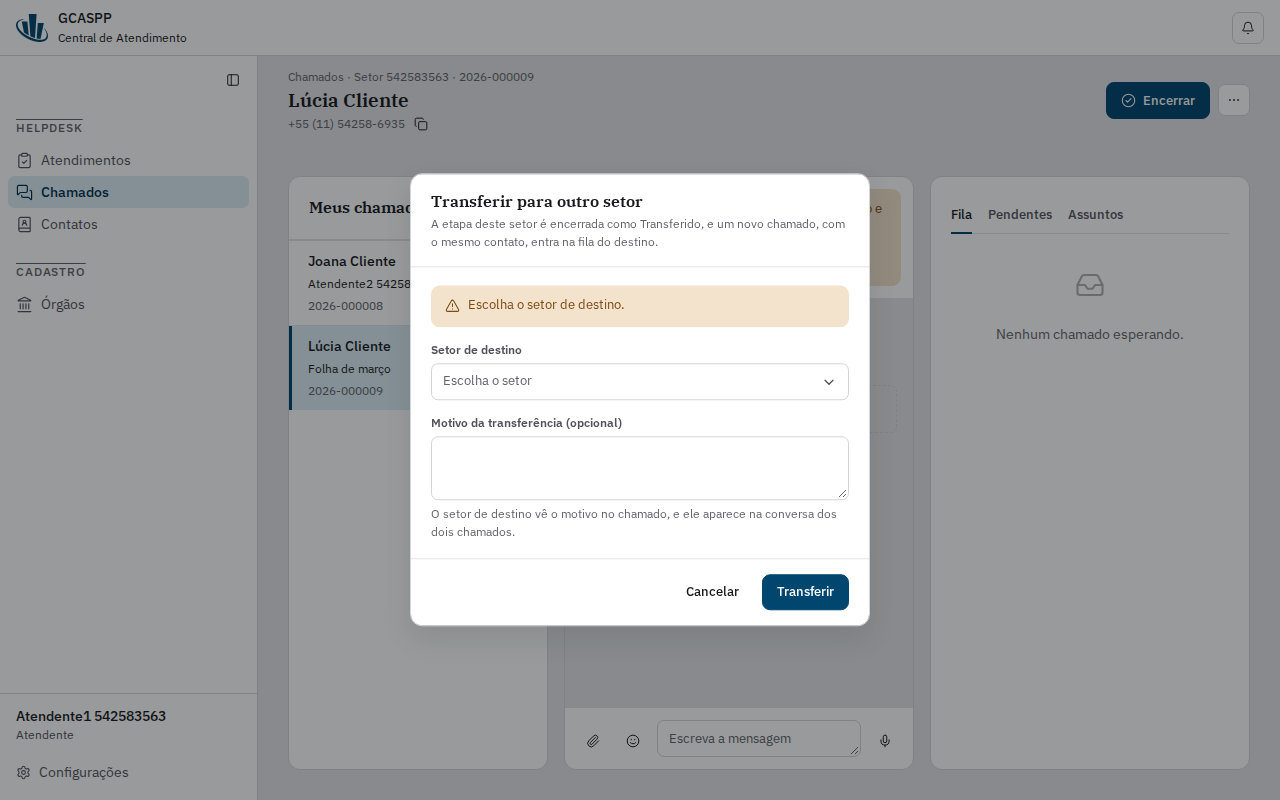 GCASPP
Central de Atendimento
HELPDESK
Atendimentos
Chamados
Contatos
CADASTRO
Órgãos
Atendente1 542583563
Atendente
Configurações
Chamados · Setor 542583563 · 2026-000009
Lúcia Cliente
+55 (11) 54258-6935
Encerrar
Meus chamad
Joana Cliente
Atendente2 54258
2026-000008
Lúcia Cliente
Folha de março
2026-000009
e
Transferir para outro setor
A etapa deste setor é encerrada como Transferido, e um novo chamado, com
o mesmo contato, entra na fila do destino.
Escolha o setor de destino.
Setor de destino
Escolha o setor
Motivo da transferência (opcional)
O setor de destino vê o motivo no chamado, e ele aparece na conversa dos
dois chamados.
Cancelar
Transferir
Escreva a mensagem
Fila
Pendentes
Assuntos
Nenhum chamado esperando.